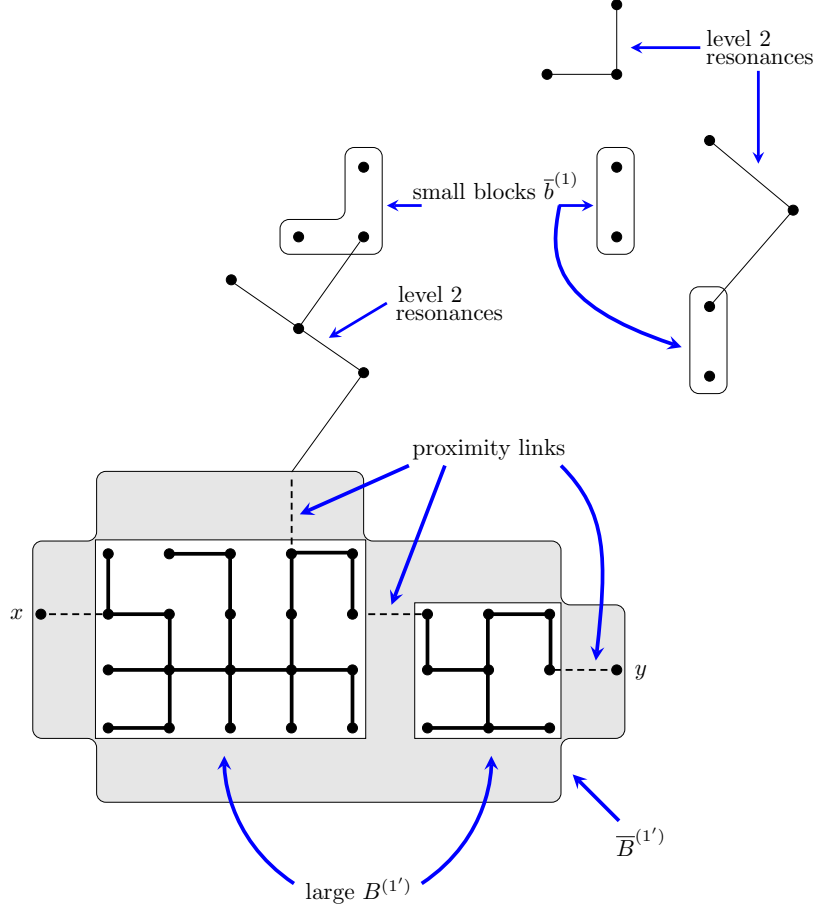 level 2
resonances
small blocks b̅⁽¹⁾
level 2
resonances
proximity links
x
y
B̅⁽¹′⁾
large B⁽¹′⁾